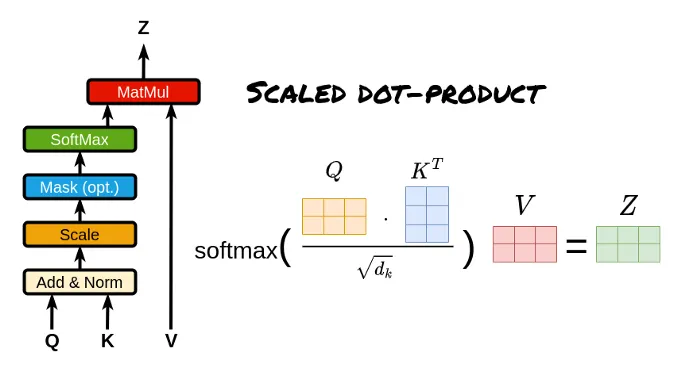 Z
MatMul
SoftMax
Mask (opt.)
Scale
Add & Norm
Q K V
SCALED DOT-PRODUCT
Q K^T
softmax( · ) = 
√d_k
V Z